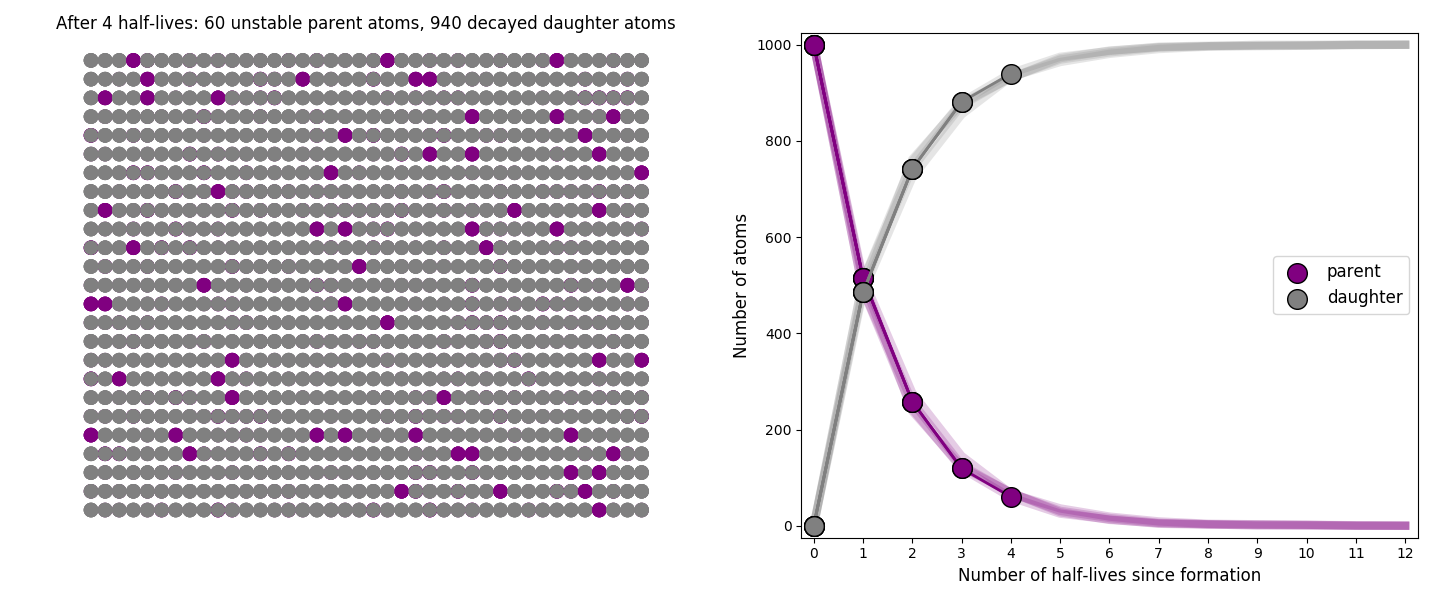 After 4 half-lives: 60 unstable parent atoms, 940 decayed daughter atoms
1000
800
600
400
200
0
Number of atoms
parent
daughter
0 1 2 3 4 5 6 7 8 9 10 11 12
Number of half-lives since formation